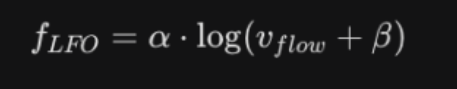 f_{LFO} = α · log(v_{flow} + β)